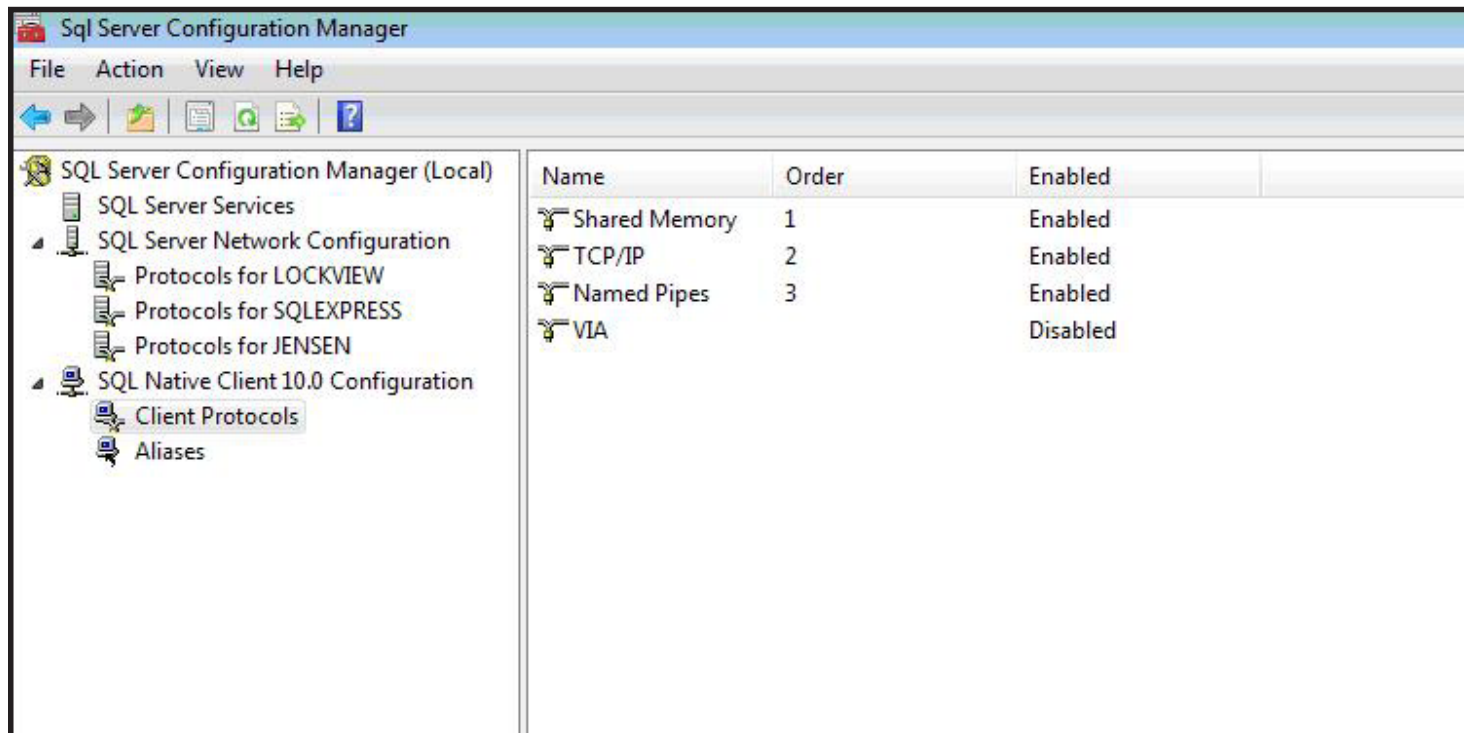 Sql Server Configuration Manager
File Action View Help
?
SQL Server Configuration Manager (Local)
SQL Server Services
SQL Server Network Configuration
Protocols for LOCKVIEW
Protocols for SQLEXPRESS
Protocols for JENSEN
SQL Native Client 10.0 Configuration
Client Protocols
Aliases
Name Order Enabled
Shared Memory 1 Enabled
TCP/IP 2 Enabled
Named Pipes 3 Enabled
VIA Disabled